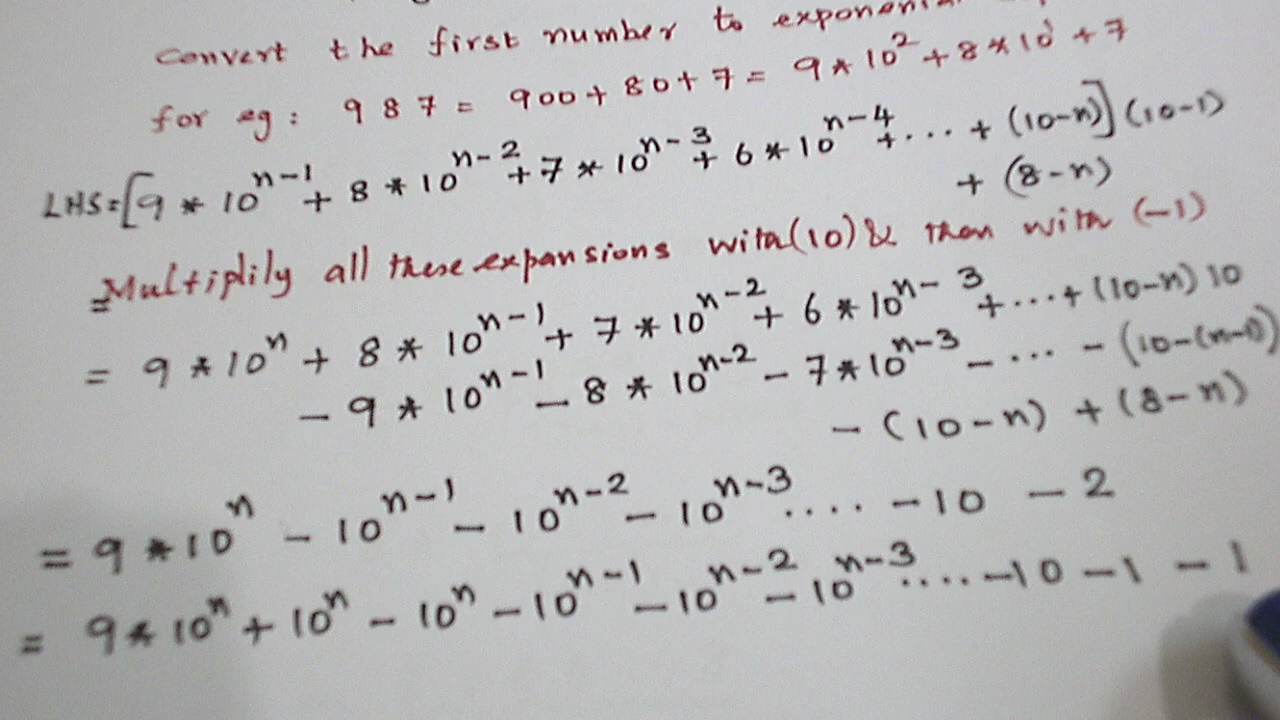 convert the first number to
for eg: 987 = 900+80+7 = 9*10^2+8*10^1+7
LHS=[9*10^n-1+8*10^n-2+7*10^n-3+6*10^n-4+...+(10-n)](10-1)
+(8-n)
=Multiplily all these expansions with(10)& then with (-1)
= 9*10^n+8*10^n-1+7*10^n-2+6*10^n-3+...+(10-n)10
-9*10^n-1-8*10^n-2-7*10^n-3-...-(10-(n-1))
-(10-n)+(8-n)
= 9*10^n-10^n-1-10^n-2-10^n-3....-10-2
= 9*10^n+10^n-10^n-10^n-1-10^n-2-10^n-3....-10-1-1